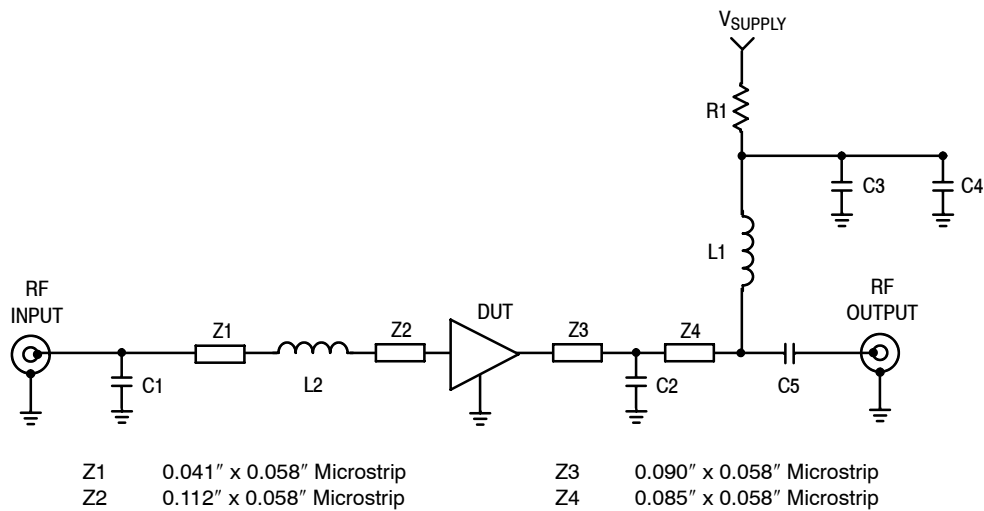 V_SUPPLY
R1
C3
C4
L1
RF
INPUT
RF
OUTPUT
Z1
Z2
DUT
Z3
Z4
C1
L2
C2
C5
Z1 0.041″ x 0.058″ Microstrip
Z2 0.112″ x 0.058″ Microstrip
Z3 0.090″ x 0.058″ Microstrip
Z4 0.085″ x 0.058″ Microstrip